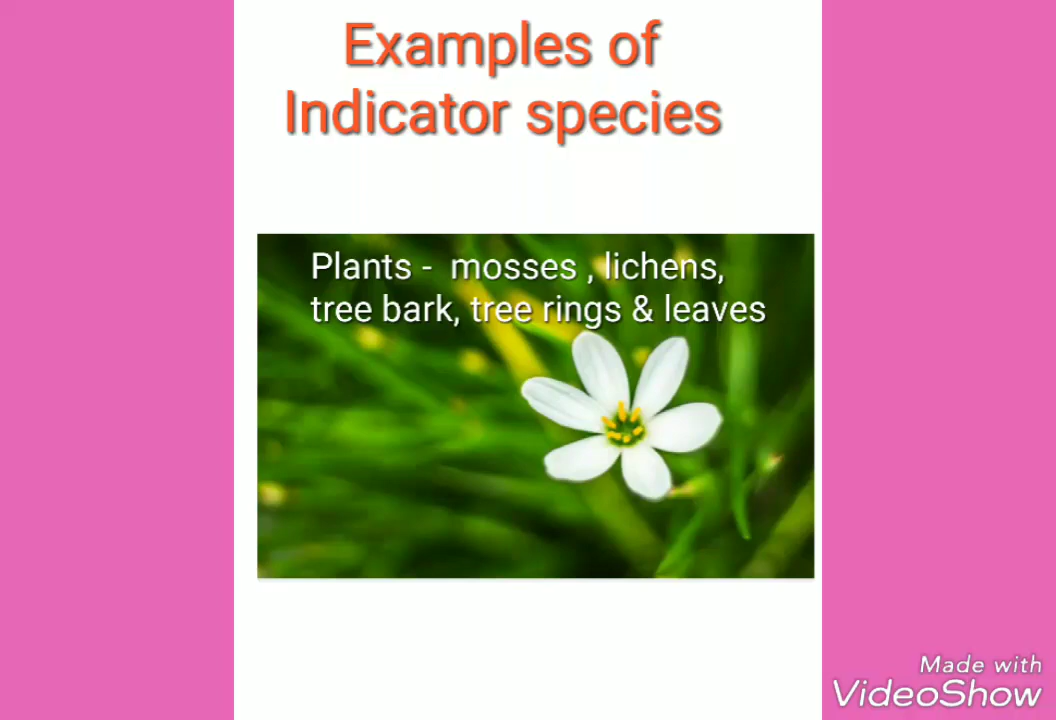 Examples of
Indicator species
Plants - mosses , lichens,
tree bark, tree rings & leaves
Made with
VideoShow